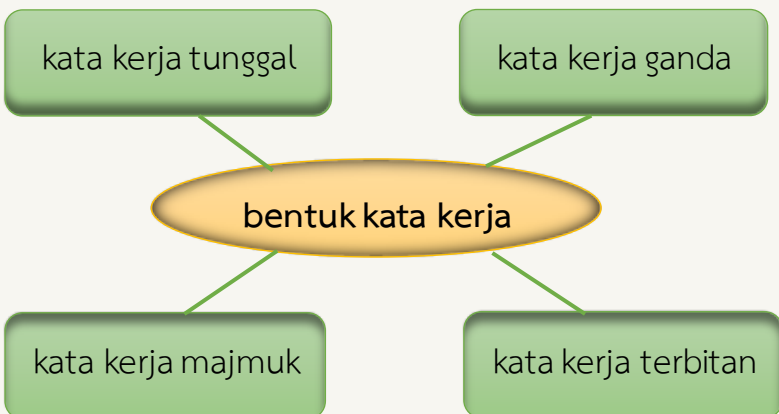 kata kerja tunggal
kata kerja ganda
bentuk kata kerja
kata kerja majmuk
kata kerja terbitan